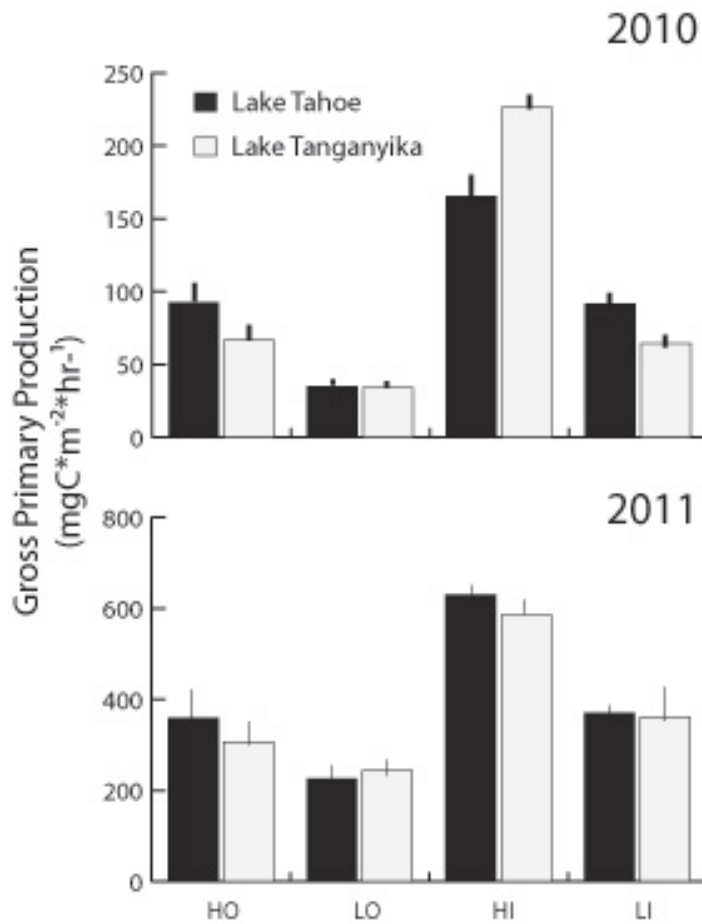 2010
250
200
150
100
50
0
Lake Tahoe
Lake Tanganyika
Gross Primary Production
(mgC*m-²*hr-¹)
2011
800
600
400
200
0
HO LO HI LI